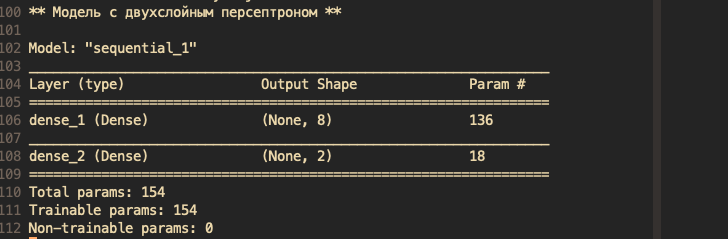 100 ** Модель с двухслойным персептроном **
101
102 Model: "sequential_1"
103 _________________________________________________________________
104 Layer (type)                 Output Shape              Param #
105 =================================================================
106 dense_1 (Dense)              (None, 8)                 136
107 _________________________________________________________________
108 dense_2 (Dense)              (None, 2)                 18
109 =================================================================
110 Total params: 154
111 Trainable params: 154
112 Non-trainable params: 0